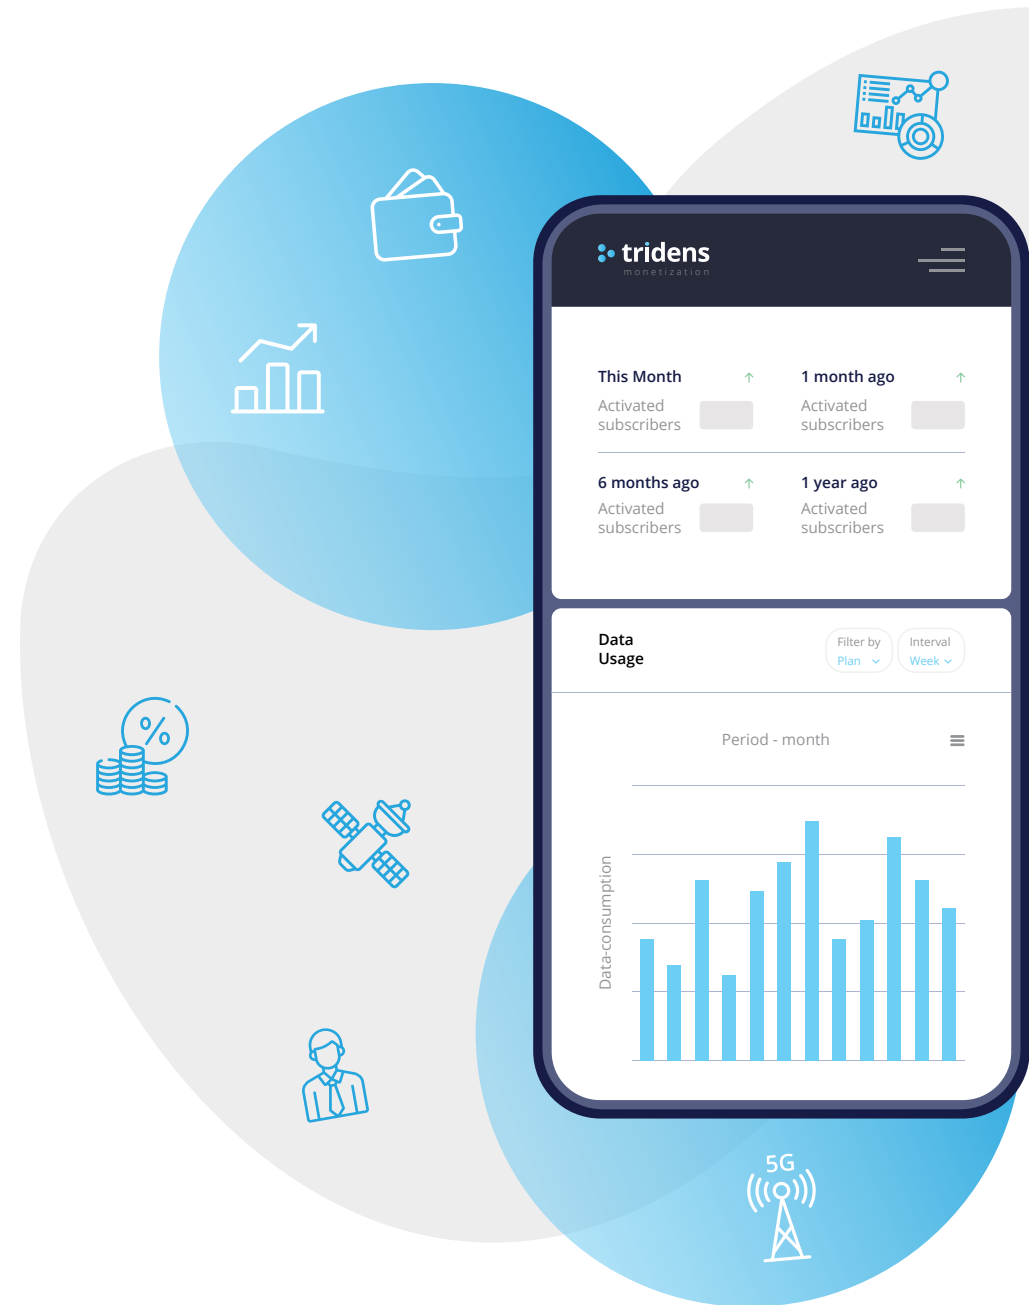 tridens
monetization
This Month
Activated
subscribers
1 month ago
Activated
subscribers
6 months ago
Activated
subscribers
1 year ago
Activated
subscribers
Data
Usage
Filter by
Plan
Interval
Week
Period - month
Data-consumption
%
5G